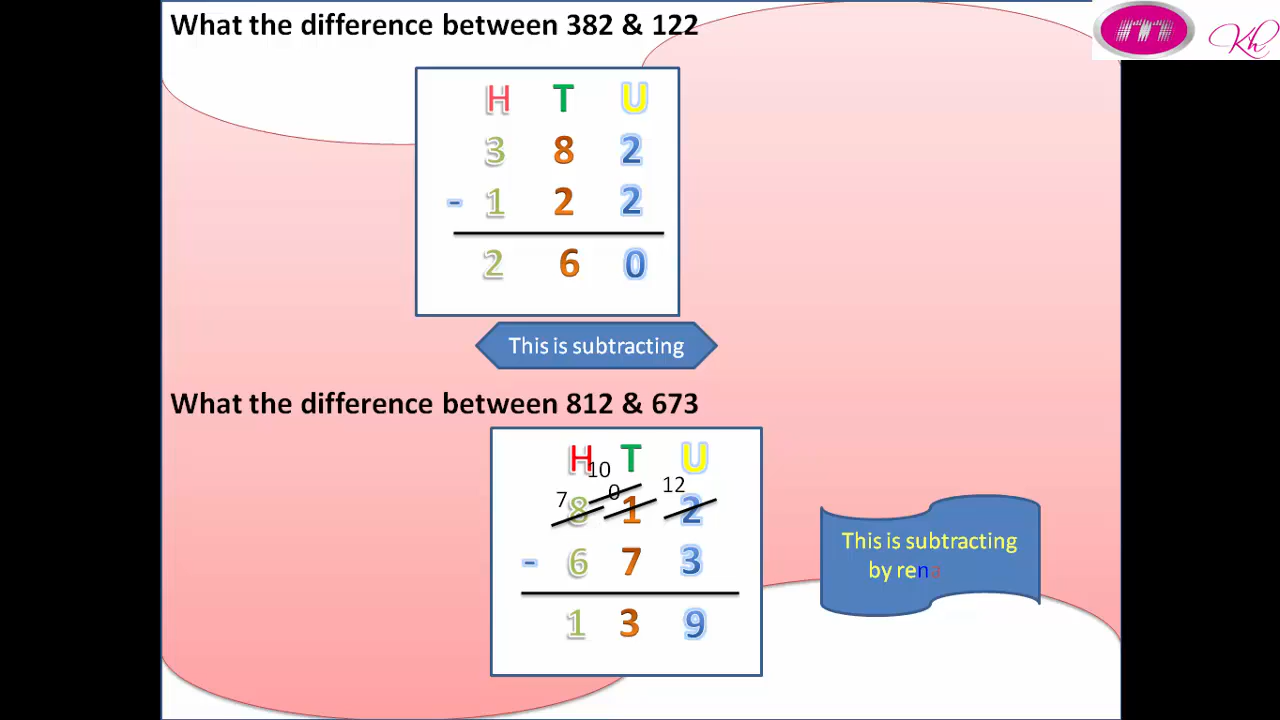 What the difference between 382 & 122
Kh
H T U
3 8 2
- 1 2 2
2 6 0
This is subtracting
What the difference between 812 & 673
H T U
10
7 0 12
8 1 2
- 6 7 3
1 3 9
This is subtracting
by rena